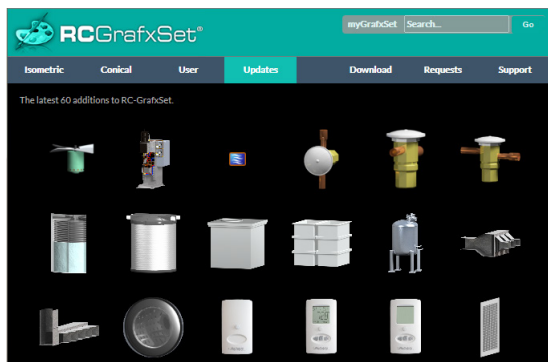 RCGrafxSet®
myGrafxSet Search... Go
Isometric Conical User Updates Download Requests Support
The latest 60 additions to RC-GrafxSet.